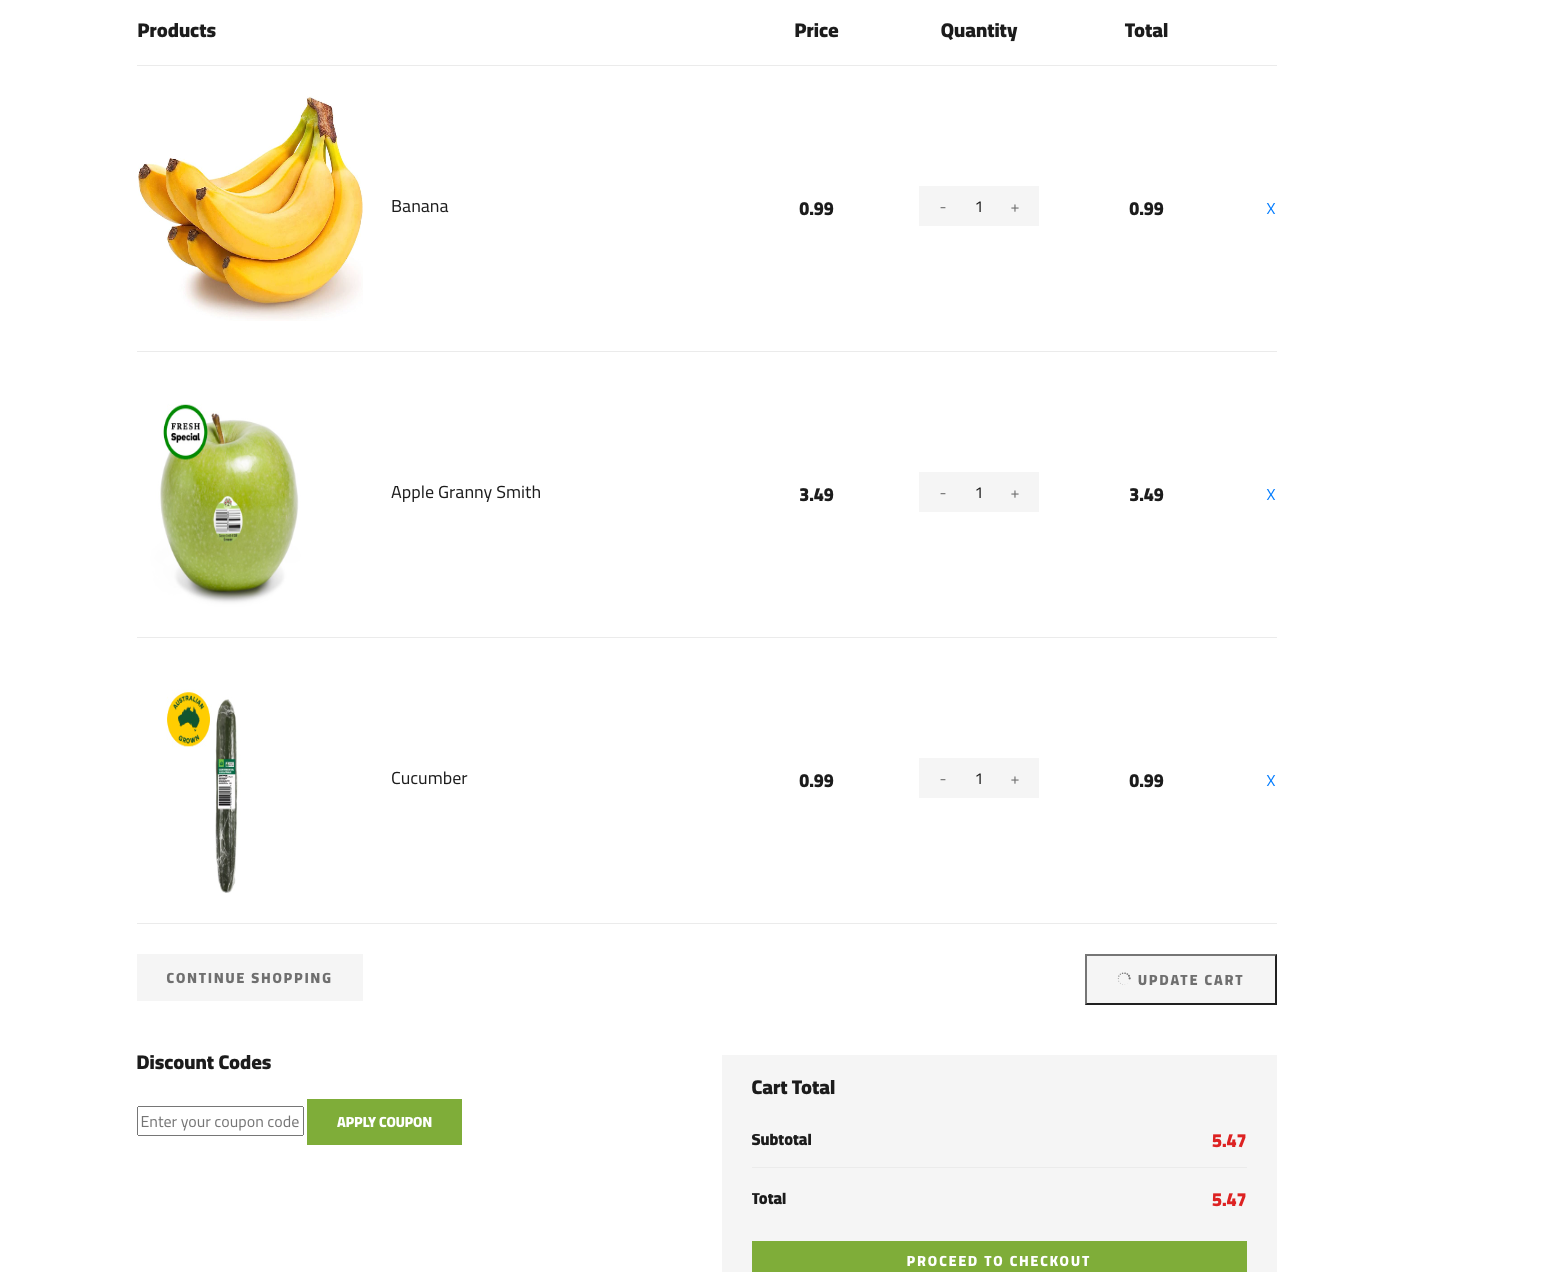 Products Price Quantity Total
Banana 0.99 - 1 + 0.99 X
FRESH
Special
Apple Granny Smith 3.49 - 1 + 3.49 X
AUSTRALIAN
GROWN
Cucumber 0.99 - 1 + 0.99 X
CONTINUE SHOPPING UPDATE CART
Discount Codes
Enter your coupon code APPLY COUPON
Cart Total
Subtotal 5.47
Total 5.47
PROCEED TO CHECKOUT